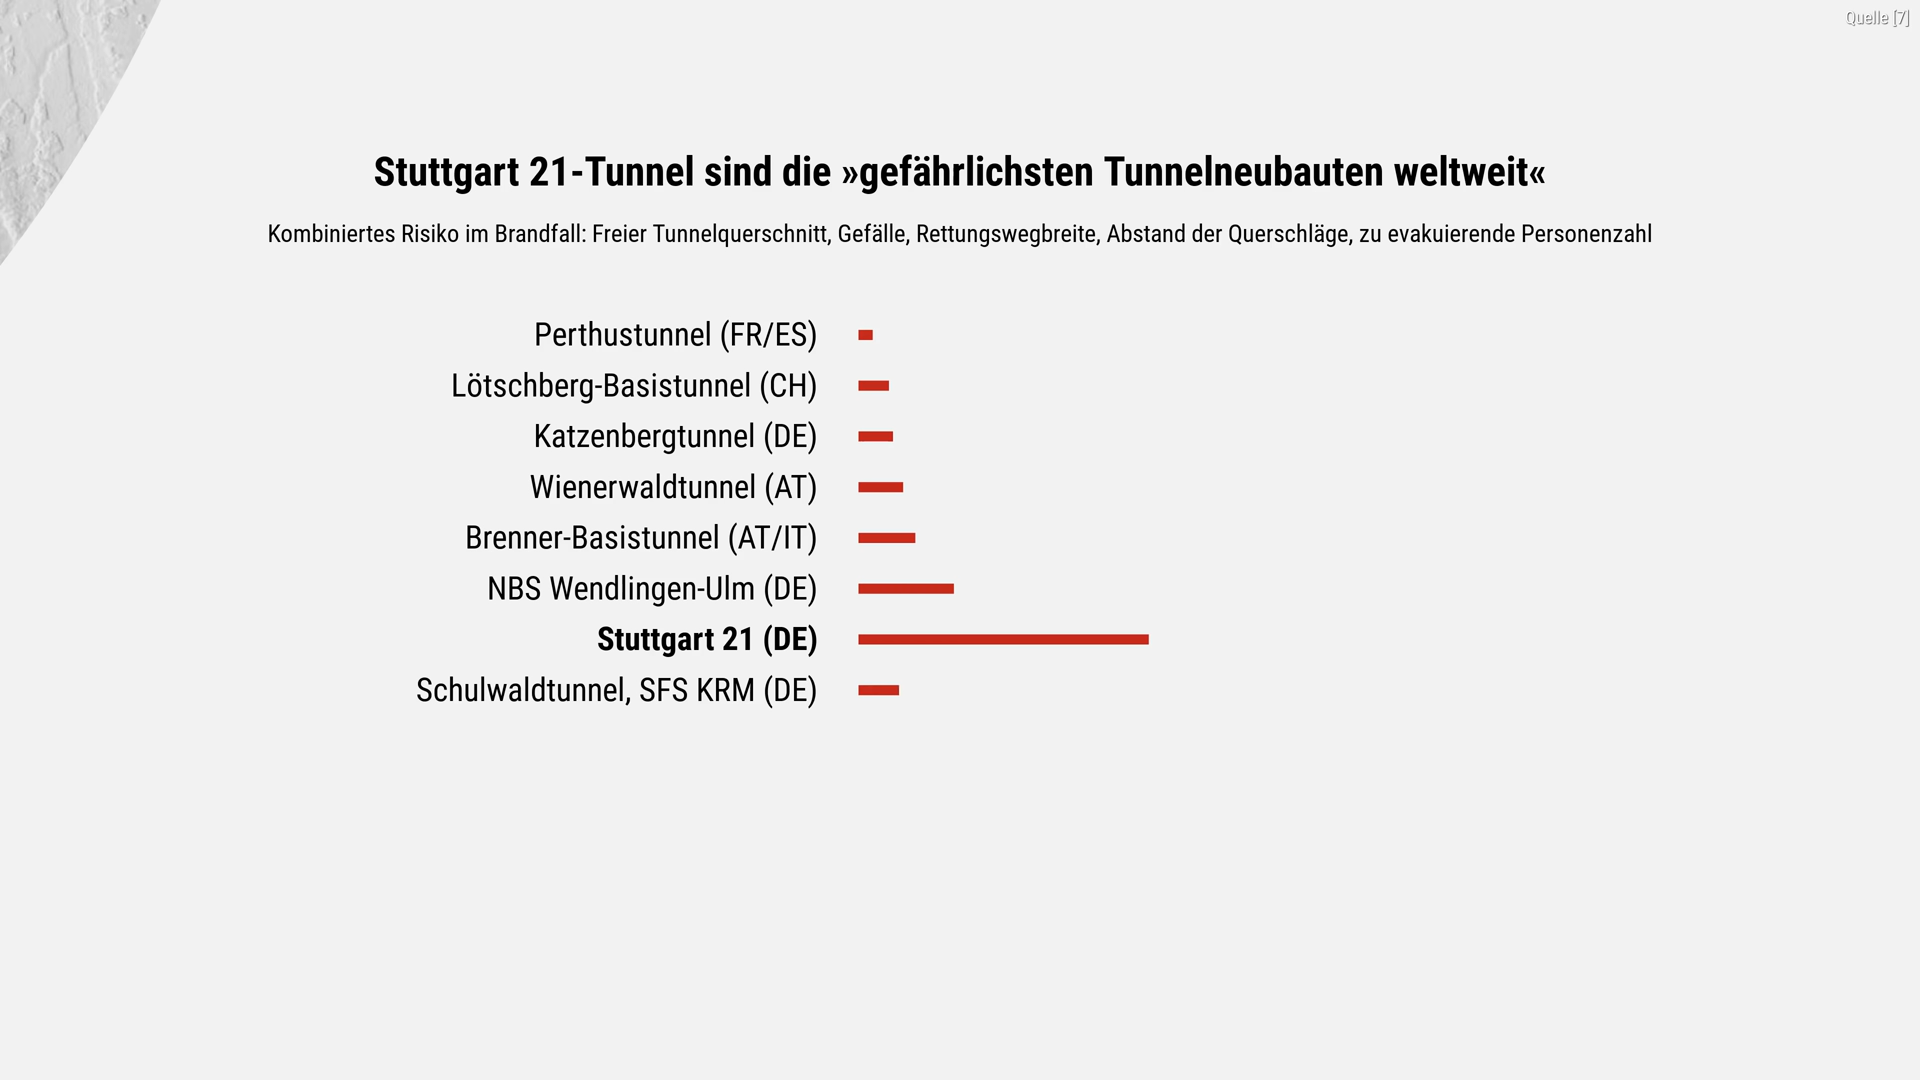 Quelle [7]
Stuttgart 21-Tunnel sind die »gefährlichsten Tunnelneubauten weltweit«
Kombiniertes Risiko im Brandfall: Freier Tunnelquerschnitt, Gefälle, Rettungswegbreite, Abstand der Querschläge, zu evakuierende Personenzahl
Perthustunnel (FR/ES)
Lötschberg-Basistunnel (CH)
Katzenbergtunnel (DE)
Wienerwaldtunnel (AT)
Brenner-Basistunnel (AT/IT)
NBS Wendlingen-Ulm (DE)
Stuttgart 21 (DE)
Schulwaldtunnel, SFS KRM (DE)